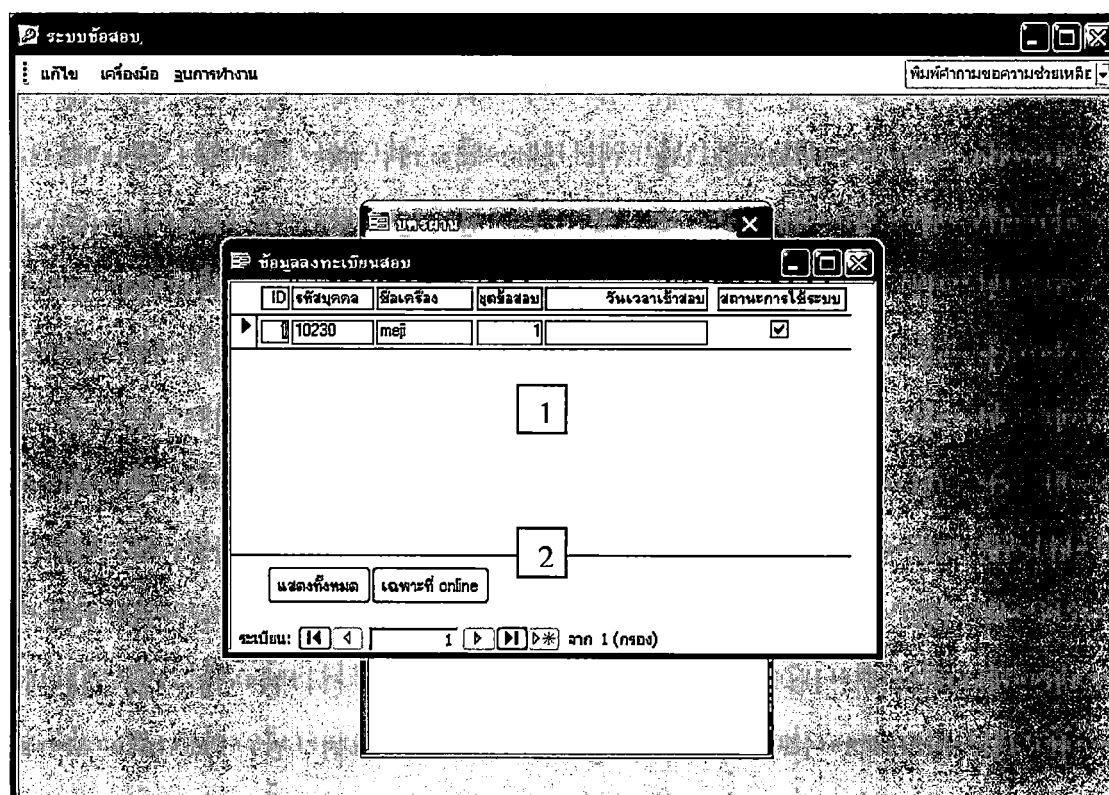 ระบบข้อสอบ
แก้ไข เครื่องมือ จบการทำงาน พิมพ์คำถามขอความช่วยเหลือ
บัตรผ่าน
ข้อมูลลงทะเบียนสอบ
ID รหัสบุคคล ชื่อเครื่อง ชุดข้อสอบ วันเวลาเข้าสอบ สถานะการใช้ระบบ
1 10230 meji 1
1
2
แสดงทั้งหมด เฉพาะที่ online
ระเบียน: 1 จาก 1 (กรอง)